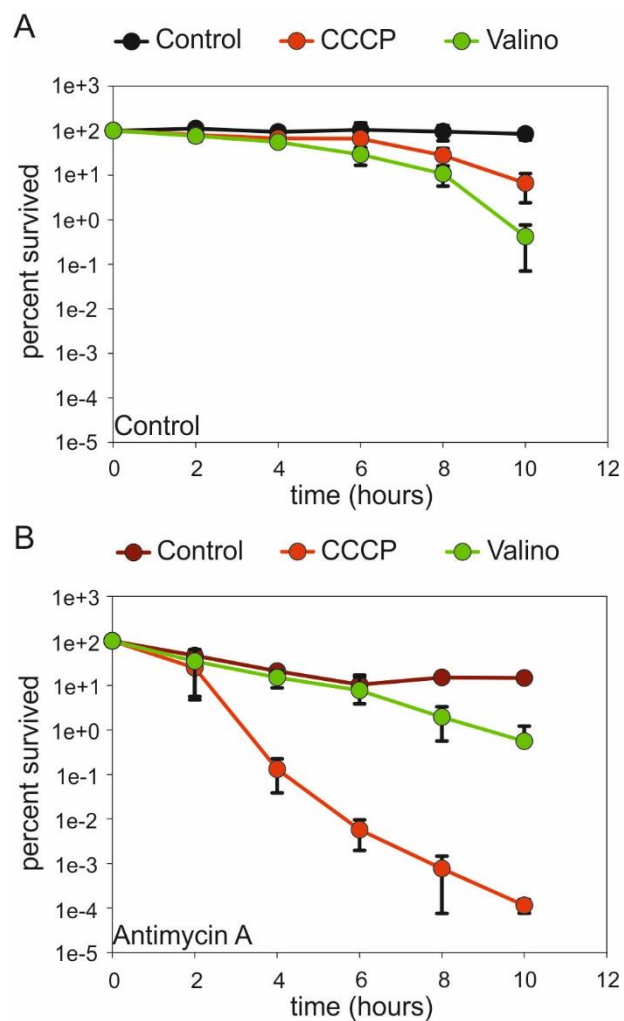 A
Control CCCP Valino
1e+3
1e+2
1e+1
1e+0
1e-1
1e-2
1e-3
1e-4
1e-5
percent survived
Control
0 2 4 6 8 10 12
time (hours)
B
Control CCCP Valino
1e+3
1e+2
1e+1
1e+0
1e-1
1e-2
1e-3
1e-4
1e-5
percent survived
Antimycin A
0 2 4 6 8 10 12
time (hours)